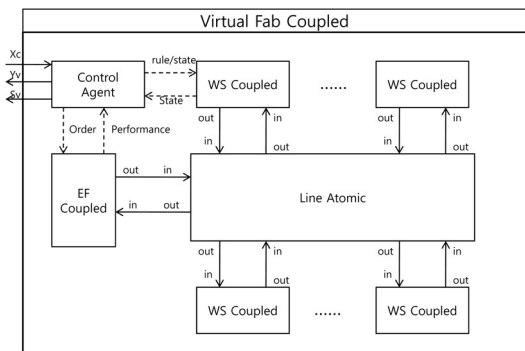 Virtual Fab Coupled
Xc
Yv
Sv
Control
Agent
rule/state
State
WS Coupled
......
WS Coupled
Order
Performance
out
in
in
out
out
in
in
out
EF
Coupled
out
in
in
out
Line Atomic
out
in
in
out
out
in
in
out
WS Coupled
......
WS Coupled